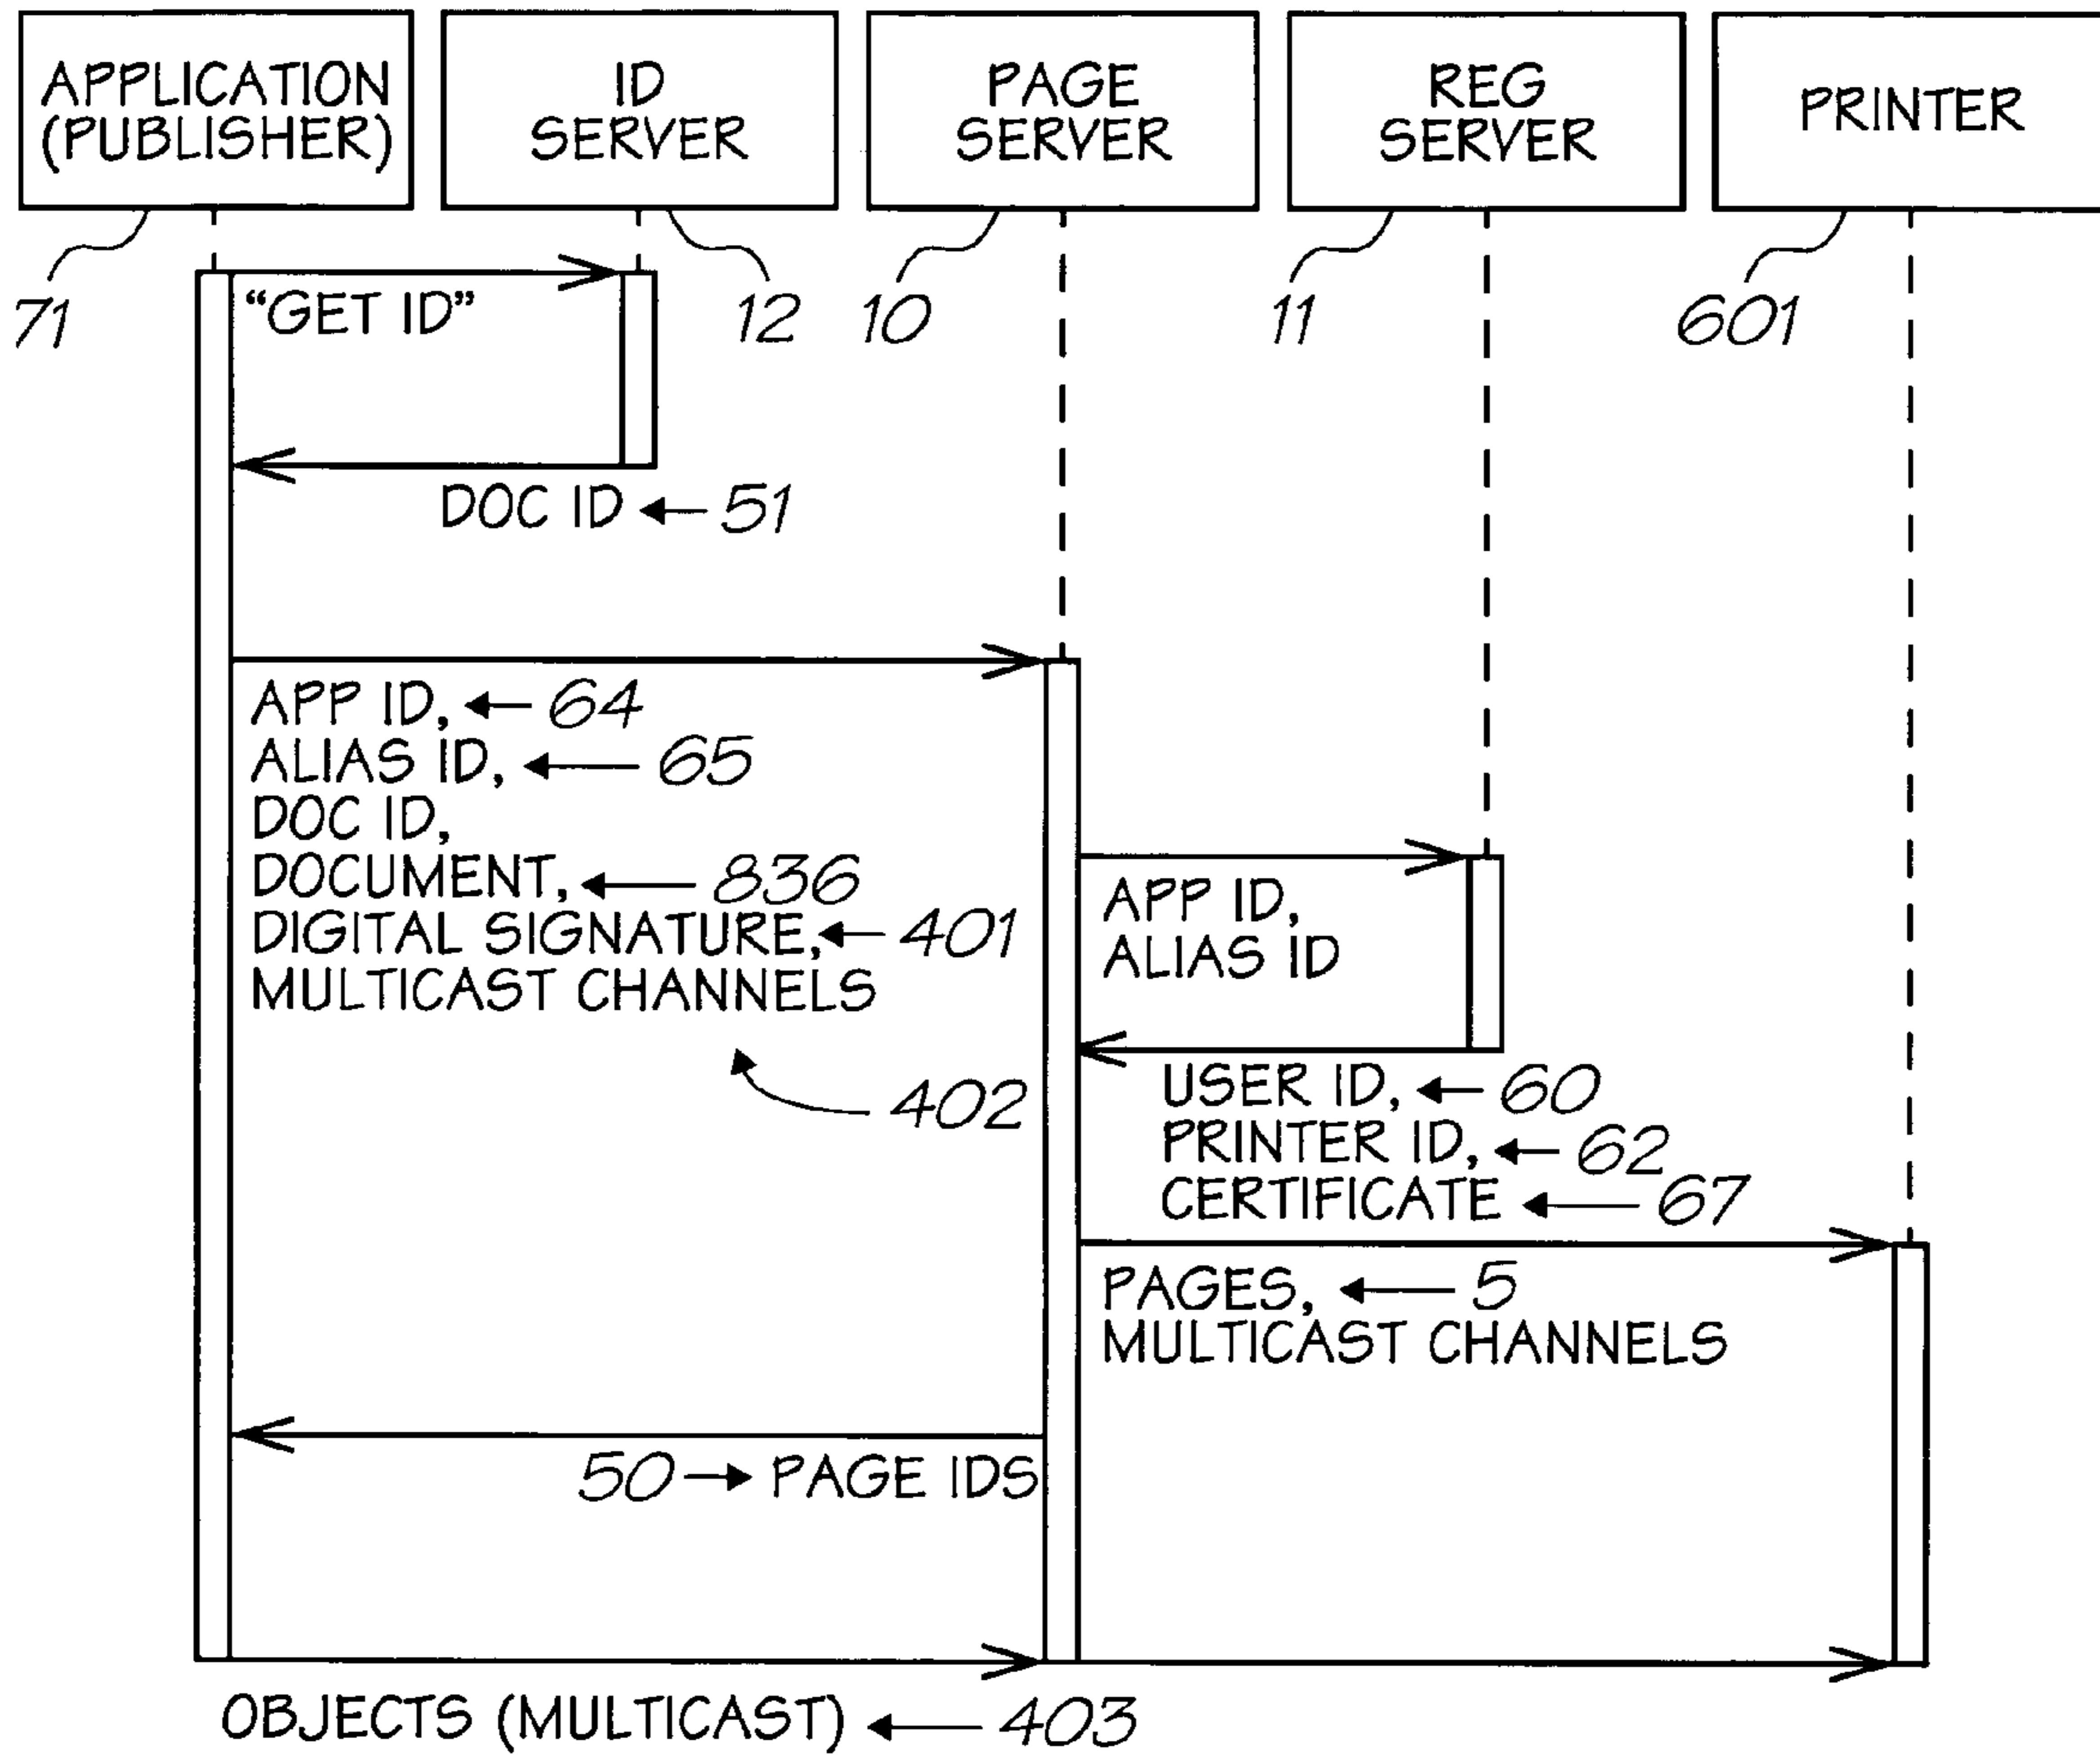 APPLICATION
(PUBLISHER)
ID
SERVER
PAGE
SERVER
REG
SERVER
PRINTER
71
12
10
11
601
“GET ID”
DOC ID 51
APP ID, 64
ALIAS ID, 65
DOC ID,
DOCUMENT, 836
DIGITAL SIGNATURE, 401
MULTICAST CHANNELS
402
APP ID,
ALIAS ID
USER ID, 60
PRINTER ID, 62
CERTIFICATE 67
PAGES, 5
MULTICAST CHANNELS
50 PAGE IDS
OBJECTS (MULTICAST) 403